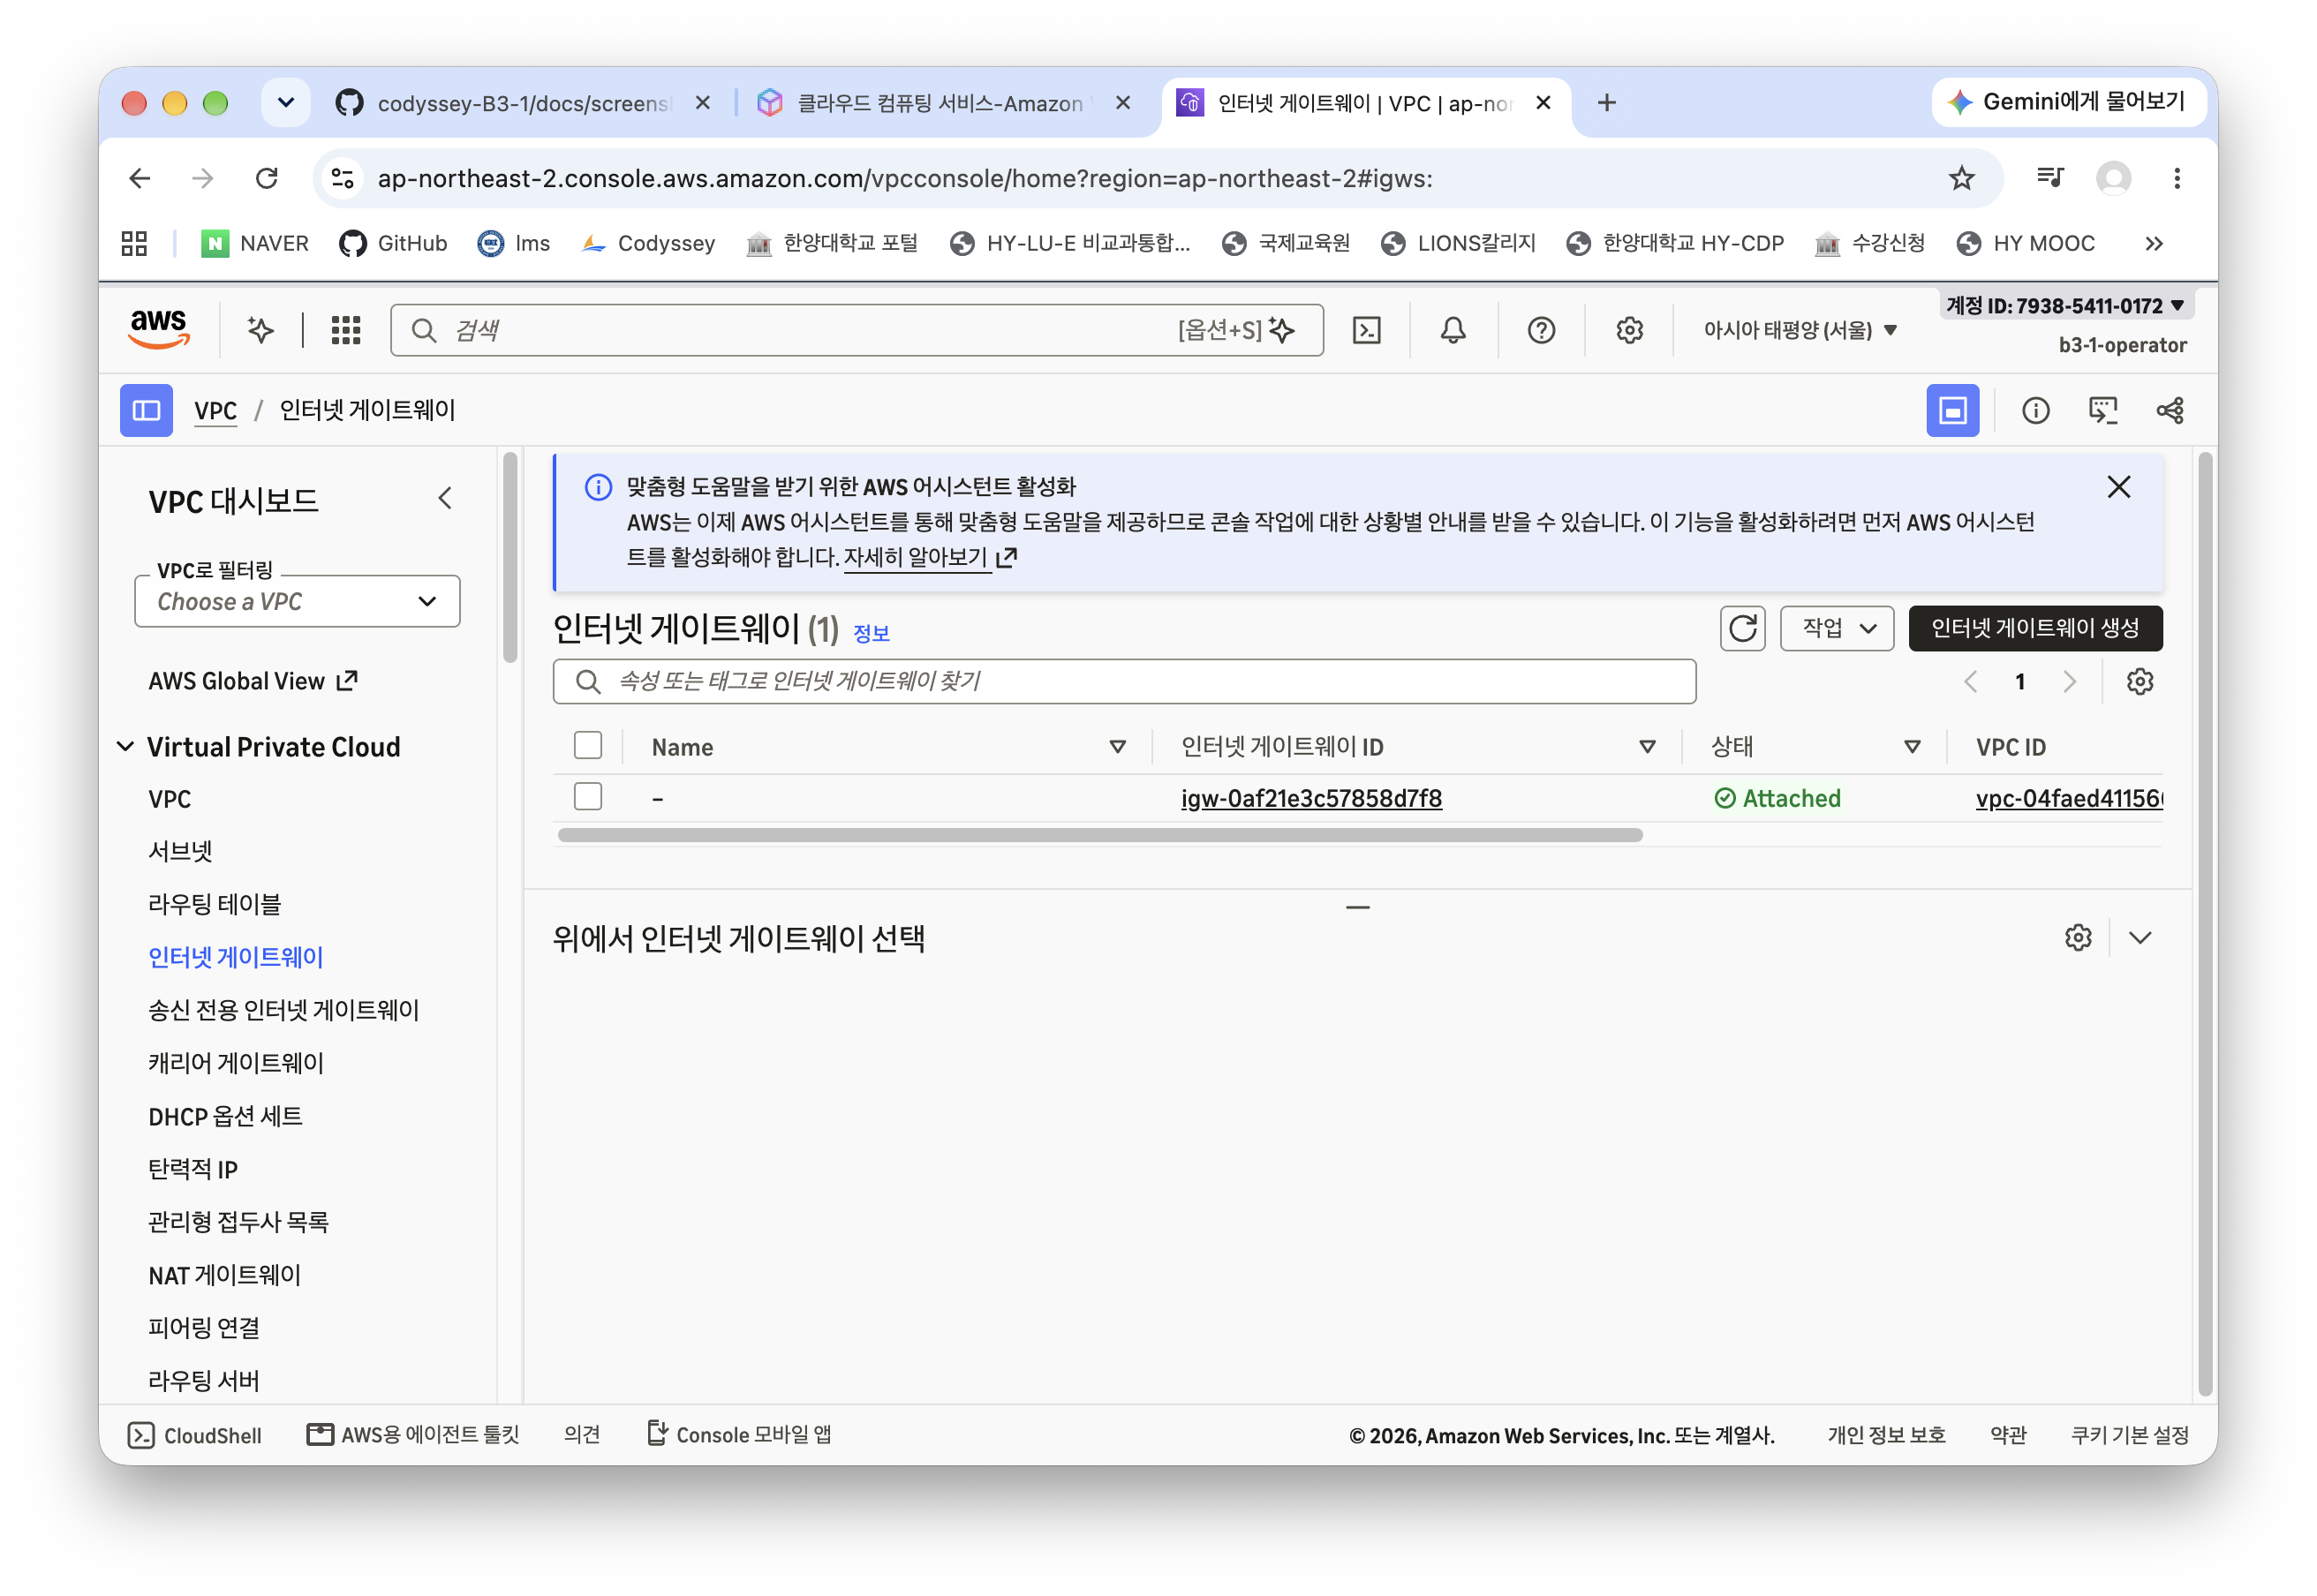 codyssey-B3-1/docs/screens
클라우드 컴퓨팅 서비스-Amazon
인터넷 게이트웨이 | VPC | ap-nor
Gemini에게 물어보기
ap-northeast-2.console.aws.amazon.com/vpcconsole/home?region=ap-northeast-2#igws:
NAVER
GitHub
lms
Codyssey
한양대학교 포털
HY-LU-E 비교과통합...
국제교육원
LIONS칼리지
한양대학교 HY-CDP
수강신청
HY MOOC
aws
검색
[옵션+S]
아시아 태평양 (서울)
계정 ID: 7938-5411-0172
b3-1-operator
VPC / 인터넷 게이트웨이
VPC 대시보드
VPC로 필터링
Choose a VPC
AWS Global View
Virtual Private Cloud
VPC
서브넷
라우팅 테이블
인터넷 게이트웨이
송신 전용 인터넷 게이트웨이
캐리어 게이트웨이
DHCP 옵션 세트
탄력적 IP
관리형 접두사 목록
NAT 게이트웨이
피어링 연결
라우팅 서버
맞춤형 도움말을 받기 위한 AWS 어시스턴트 활성화
AWS는 이제 AWS 어시스턴트를 통해 맞춤형 도움말을 제공하므로 콘솔 작업에 대한 상황별 안내를 받을 수 있습니다. 이 기능을 활성화하려면 먼저 AWS 어시스턴
트를 활성화해야 합니다. 자세히 알아보기
인터넷 게이트웨이 (1) 정보
작업
인터넷 게이트웨이 생성
속성 또는 태그로 인터넷 게이트웨이 찾기
1
Name 인터넷 게이트웨이 ID 상태 VPC ID
– igw-0af21e3c57858d7f8 Attached vpc-04faed41156
위에서 인터넷 게이트웨이 선택
CloudShell
AWS용 에이전트 툴킷
의견
Console 모바일 앱
© 2026, Amazon Web Services, Inc. 또는 계열사.
개인 정보 보호
약관
쿠키 기본 설정